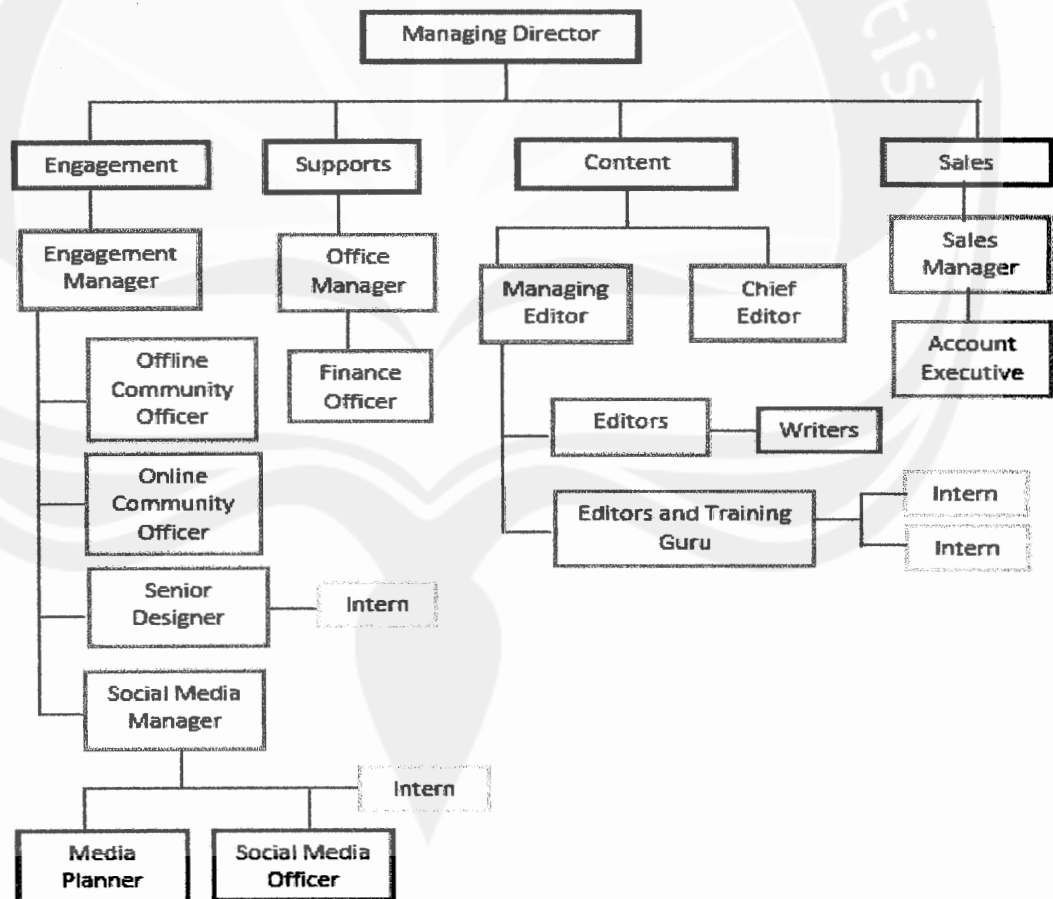 Managing Director
Engagement
Supports
Content
Sales
Engagement
Manager
Office
Manager
Managing
Editor
Chief
Editor
Sales
Manager
Offline
Community
Officer
Finance
Officer
Account
Executive
Editors
Writers
Online
Community
Officer
Editors and Training
Guru
Intern
Intern
Senior
Designer
Intern
Social Media
Manager
Intern
Media
Planner
Social Media
Officer
tis